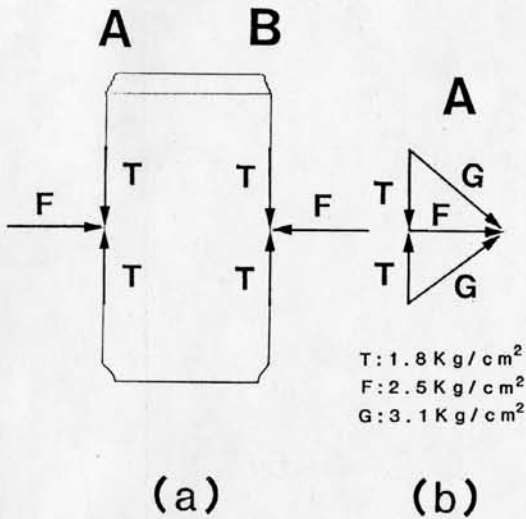 A B
A
T T
T G
F F F
T T
T G
T:1.8Kg/cm²
F:2.5Kg/cm²
G:3.1Kg/cm²
(a) (b)